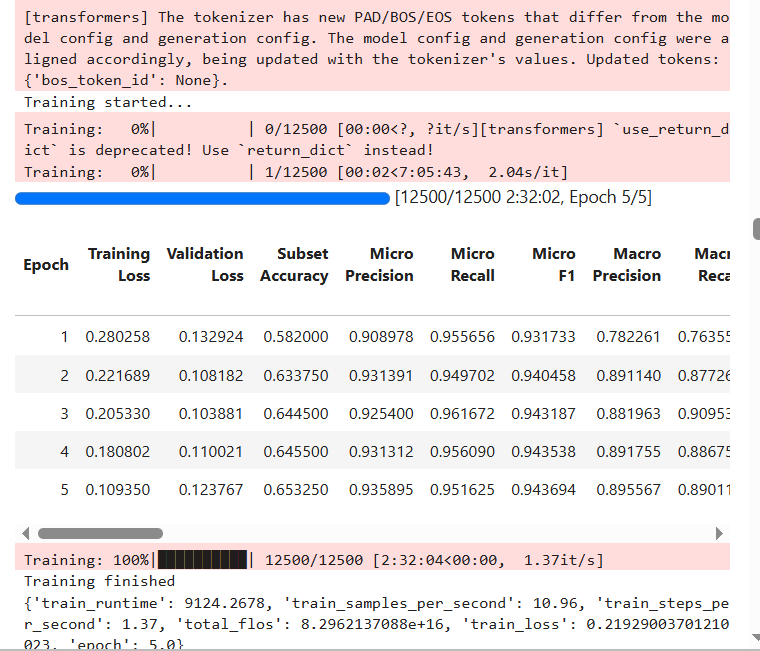 [transformers] The tokenizer has new PAD/BOS/EOS tokens that differ from the mo
del config and generation config. The model config and generation config were a
ligned accordingly, being updated with the tokenizer's values. Updated tokens:
{'bos_token_id': None}.
Training started...
Training:   0%|          | 0/12500 [00:00<?, ?it/s][transformers] `use_return_d
ict` is deprecated! Use `return_dict` instead!
Training:   0%|          | 1/12500 [00:02<7:05:43,  2.04s/it]
[12500/12500 2:32:02, Epoch 5/5]
Epoch Training Loss Validation Loss Subset Accuracy Micro Precision Micro Recall Micro F1 Macro Precision Macr Reca
1 0.280258 0.132924 0.582000 0.908978 0.955656 0.931733 0.782261 0.76355
2 0.221689 0.108182 0.633750 0.931391 0.949702 0.940458 0.891140 0.87726
3 0.205330 0.103881 0.644500 0.925400 0.961672 0.943187 0.881963 0.90953
4 0.180802 0.110021 0.645500 0.931312 0.956090 0.943538 0.891755 0.88675
5 0.109350 0.123767 0.653250 0.935895 0.951625 0.943694 0.895567 0.89011
Training: 100%|██████████| 12500/12500 [2:32:04<00:00,  1.37it/s]
Training finished
{'train_runtime': 9124.2678, 'train_samples_per_second': 10.96, 'train_steps_pe
r_second': 1.37, 'total_flos': 8.2962137088e+16, 'train_loss': 0.21929003701210
023, 'epoch': 5.0}